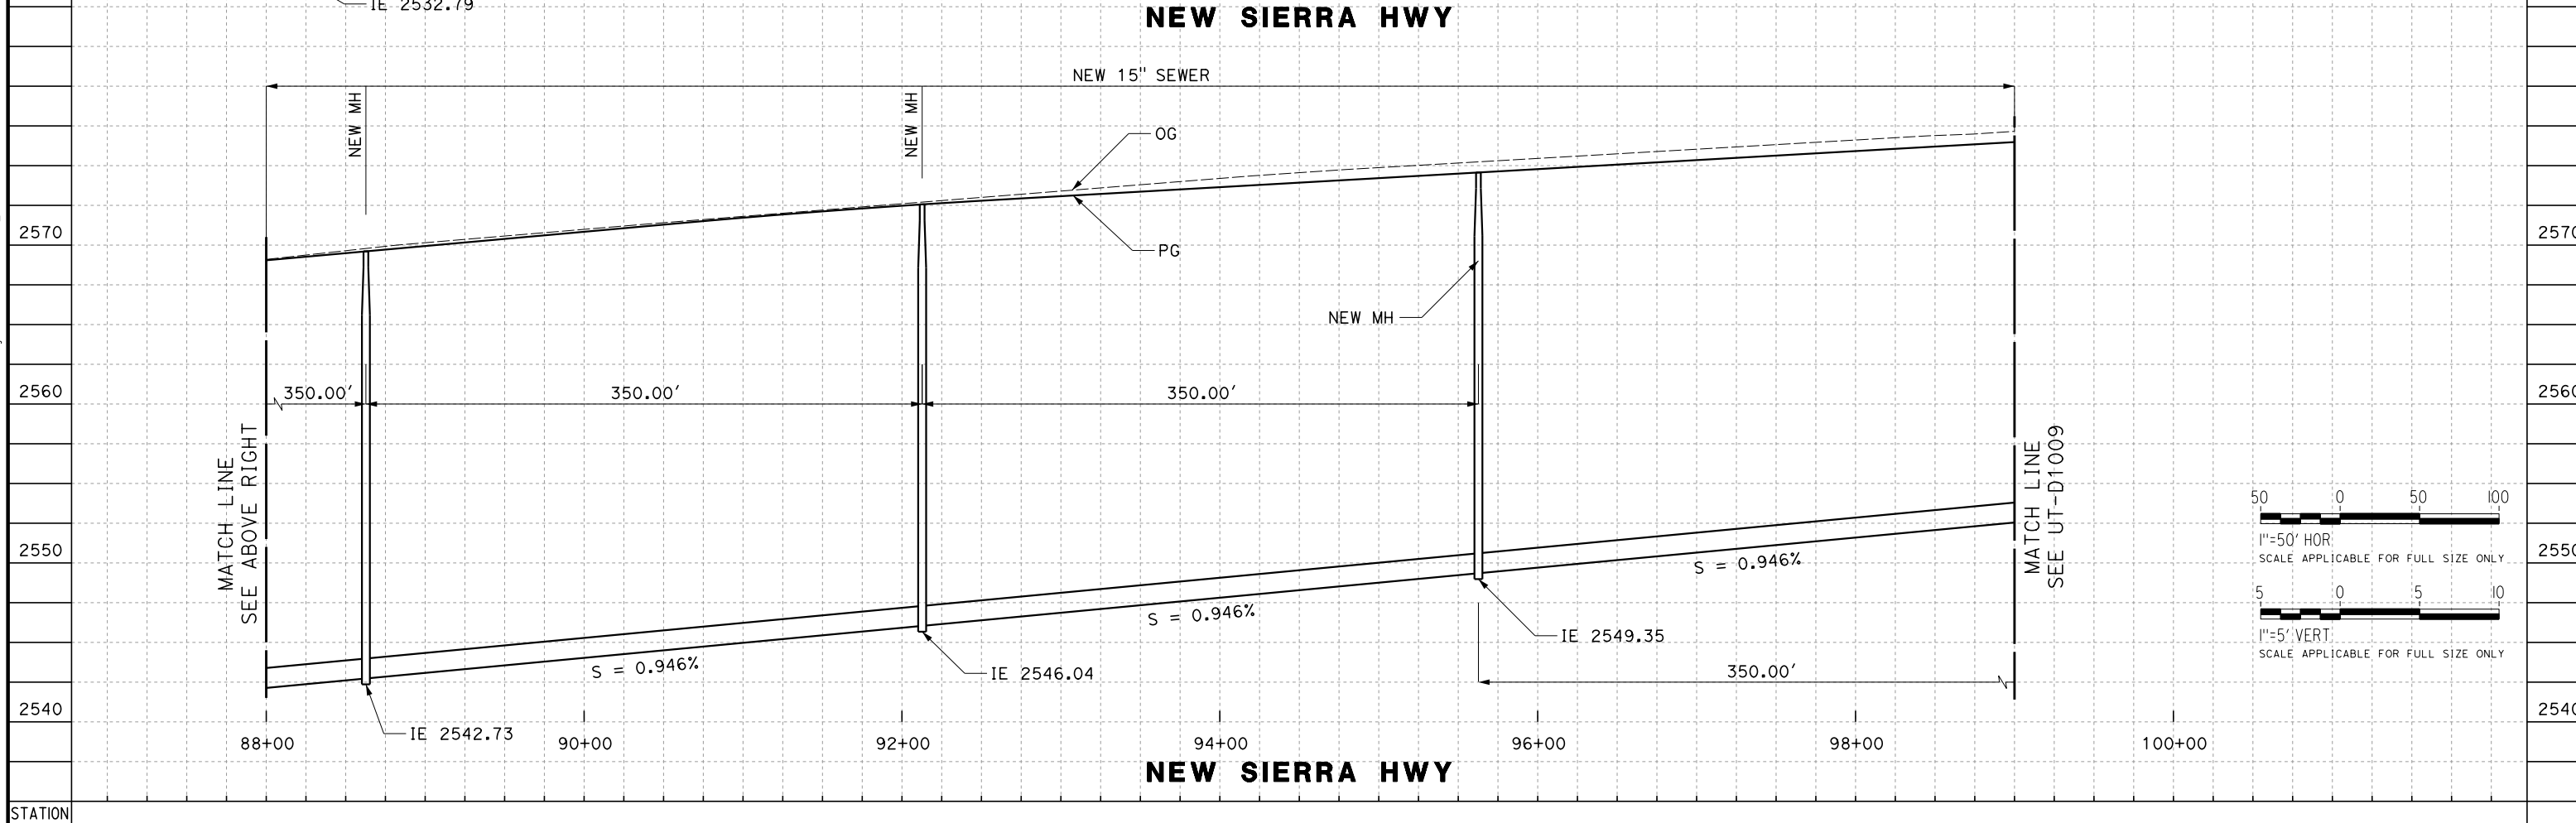 IE 2532.79
NEW SIERRA HWY
NEW 15" SEWER
NEW MH
NEW MH
OG
PG
NEW MH
2570
2570
2560
2560
350.00'
350.00'
350.00'
MATCH LINE
SEE ABOVE RIGHT
MATCH LINE
SEE UT-D1009
50 0 50 100
1"=50' HOR
SCALE APPLICABLE FOR FULL SIZE ONLY
2550
2550
S = 0.946%
S = 0.946%
S = 0.946%
5 0 5 10
1"=5' VERT
SCALE APPLICABLE FOR FULL SIZE ONLY
IE 2549.35
IE 2546.04
350.00'
2540
2540
IE 2542.73
88+00 90+00 92+00 94+00 96+00 98+00 100+00
NEW SIERRA HWY
STATION